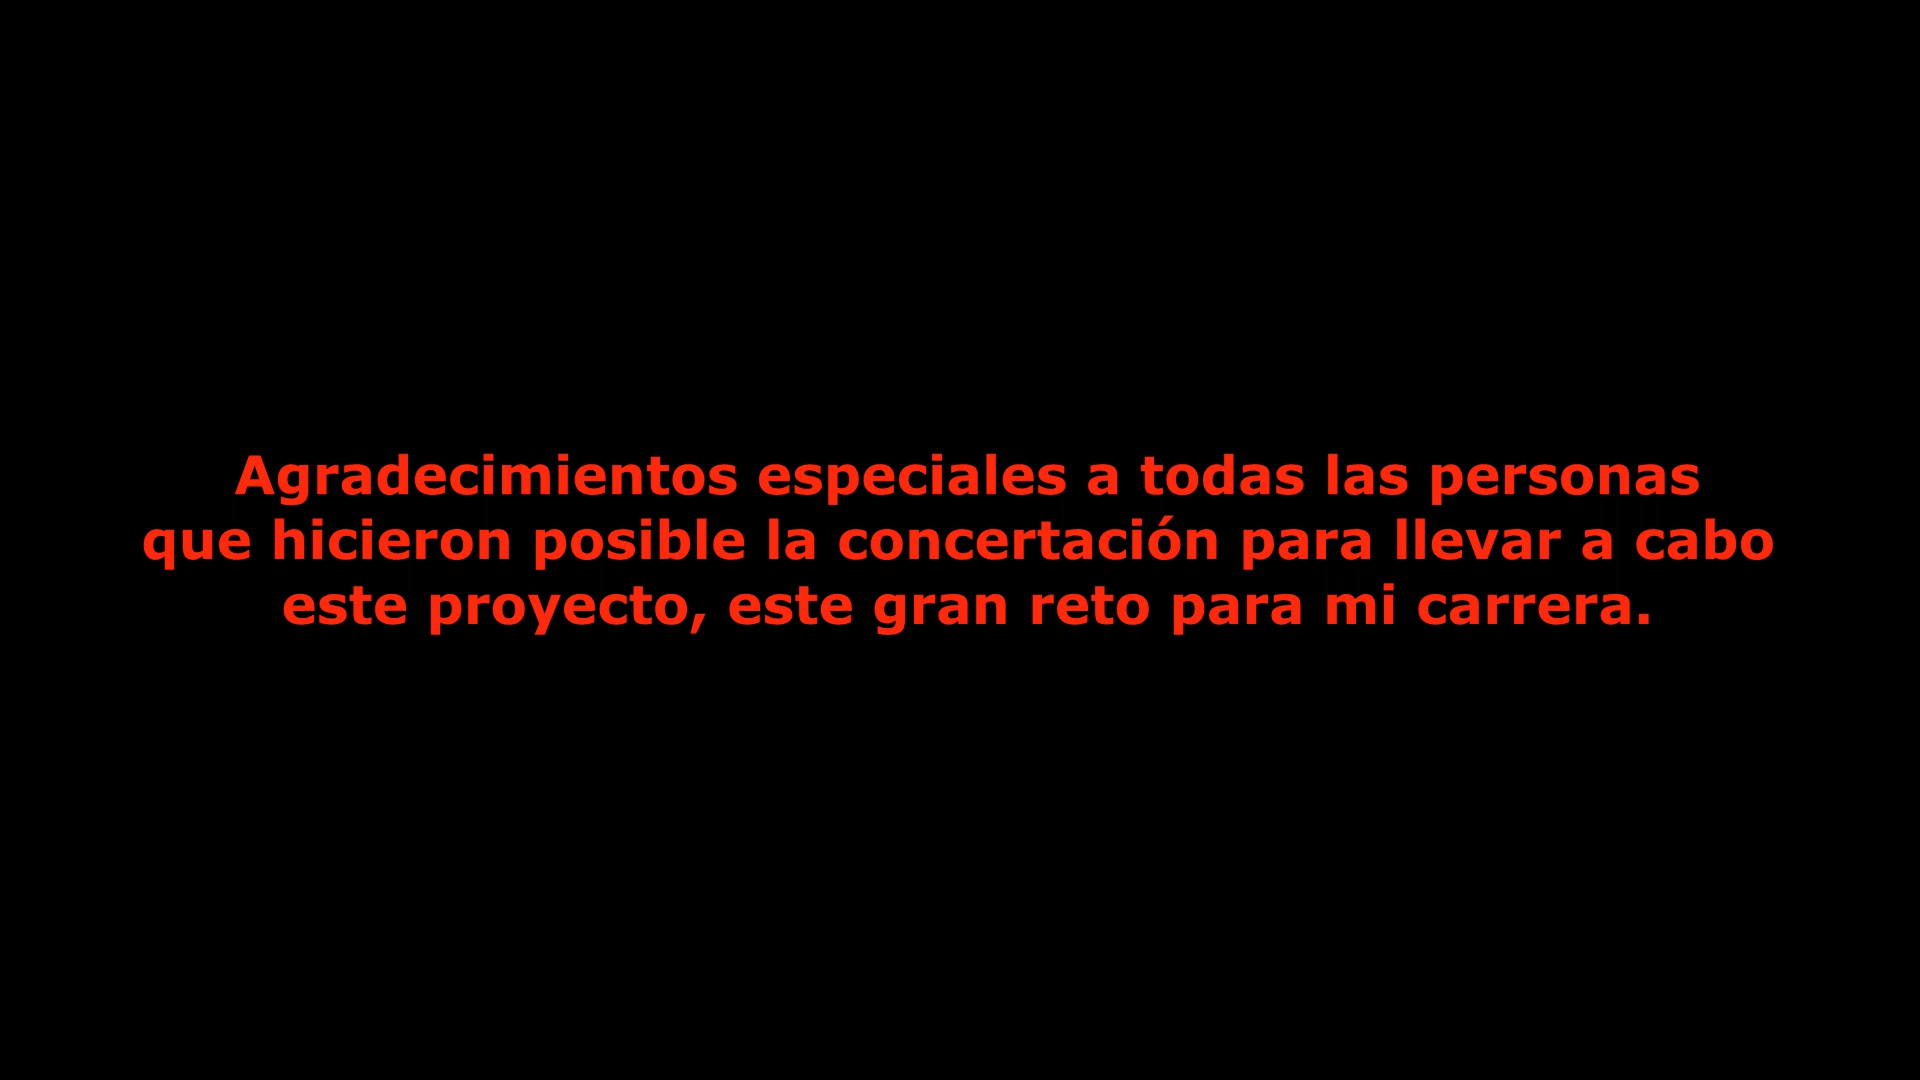 Agradecimientos especiales a todas las personas
que hicieron posible la concertación para llevar a cabo
este proyecto, este gran reto para mi carrera.